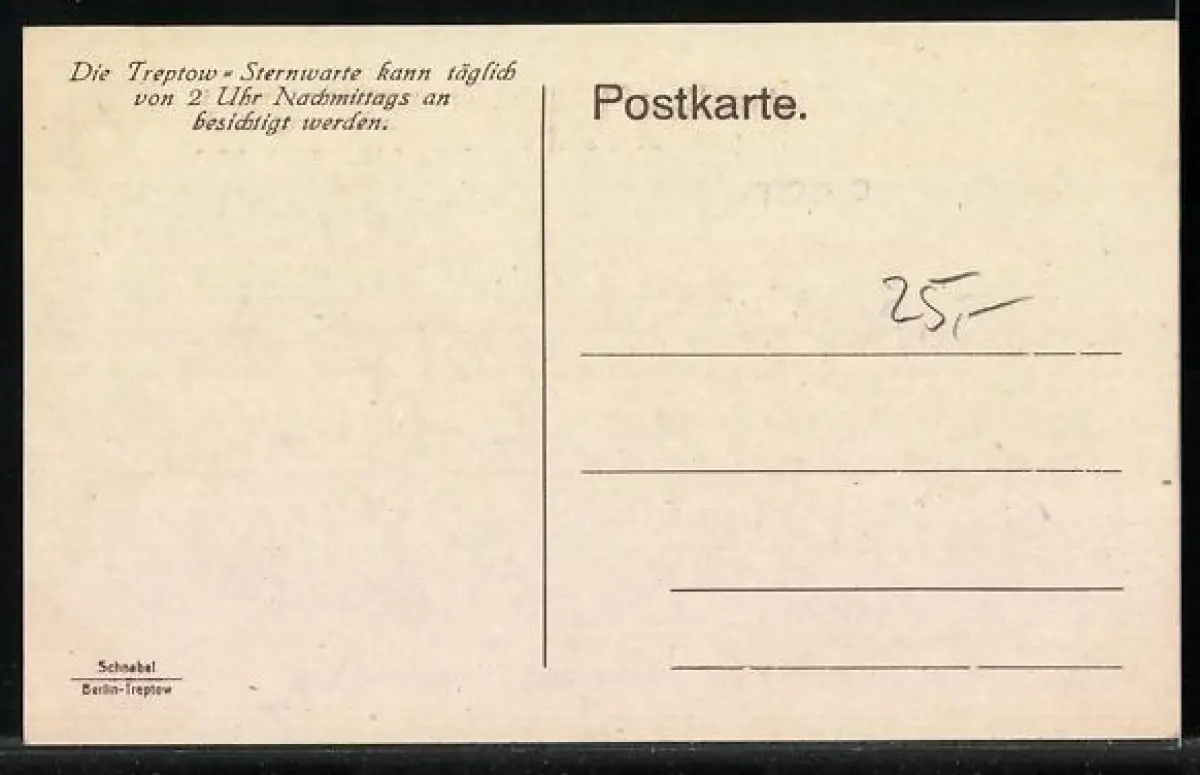 Die Treptow-Sternwarte kann täglich
von 2 Uhr Nachmittags an
besichtigt werden.
Postkarte.
25,-
Schnabel
Berlin-Treptow